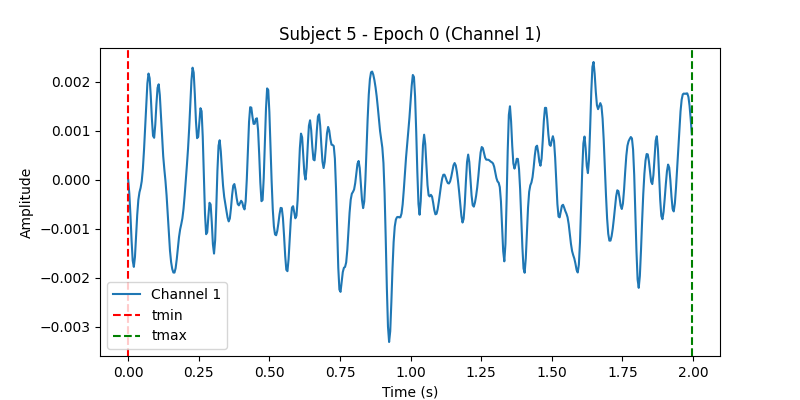 Subject 5 - Epoch 0 (Channel 1)
Amplitude
0.002
0.001
0.000
−0.001
−0.002
−0.003
Channel 1
tmin
tmax
0.00 0.25 0.50 0.75 1.00 1.25 1.50 1.75 2.00
Time (s)